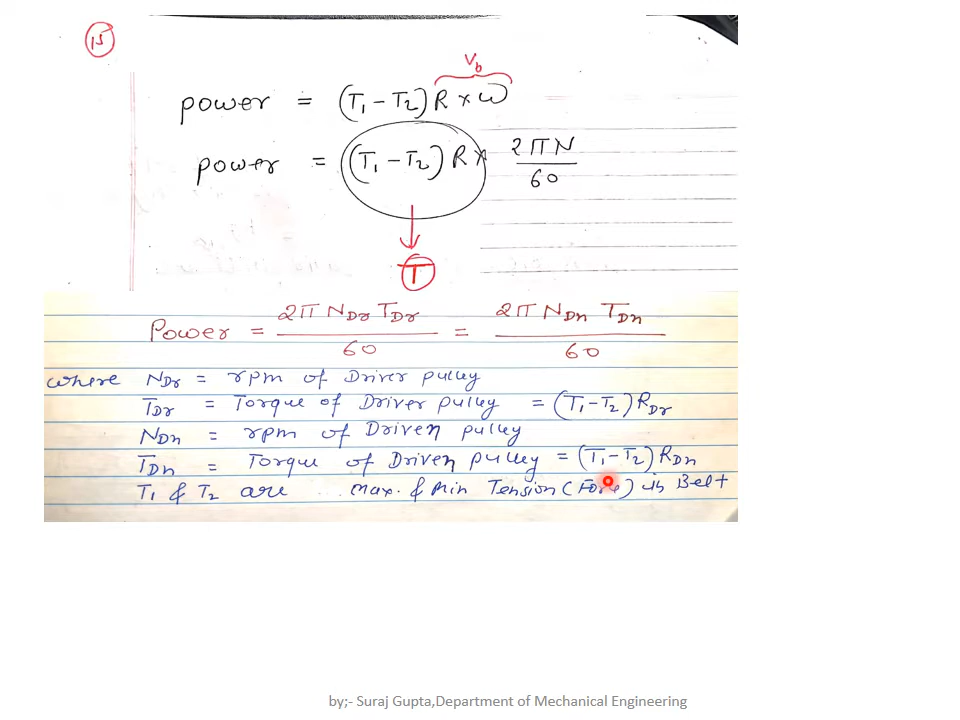 15
V_b
power = (T₁ - T₂) R × ω
power = (T₁ - T₂) R × 2πN/60
T
Power = 2π N_Dr T_Dr / 60 = 2π N_Dn T_Dn / 60
where N_Dr = rpm of Driver pulley
T_Dr = Torque of Driver pulley = (T₁ - T₂) R_Dr
N_Dn = rpm of Driven pulley
T_Dn = Torque of Driven pulley = (T₁ - T₂) R_Dn
T₁ & T₂ are max. & Min Tension ( ) in Belt
by;- Suraj Gupta,Department of Mechanical Engineering